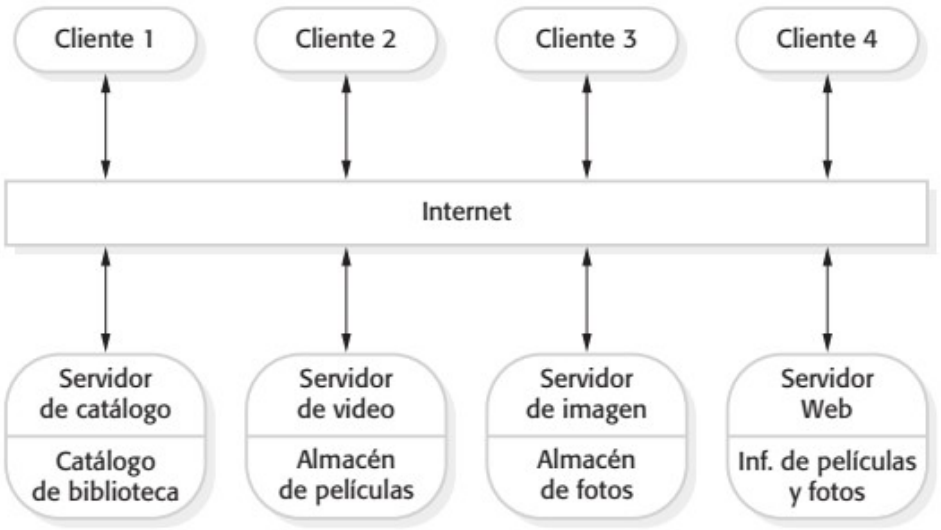 Cliente 1
Cliente 2
Cliente 3
Cliente 4
Internet
Servidor
de catálogo
Catálogo
de biblioteca
Servidor
de video
Almacén
de películas
Servidor
de imagen
Almacén
de fotos
Servidor
Web
Inf. de películas
y fotos